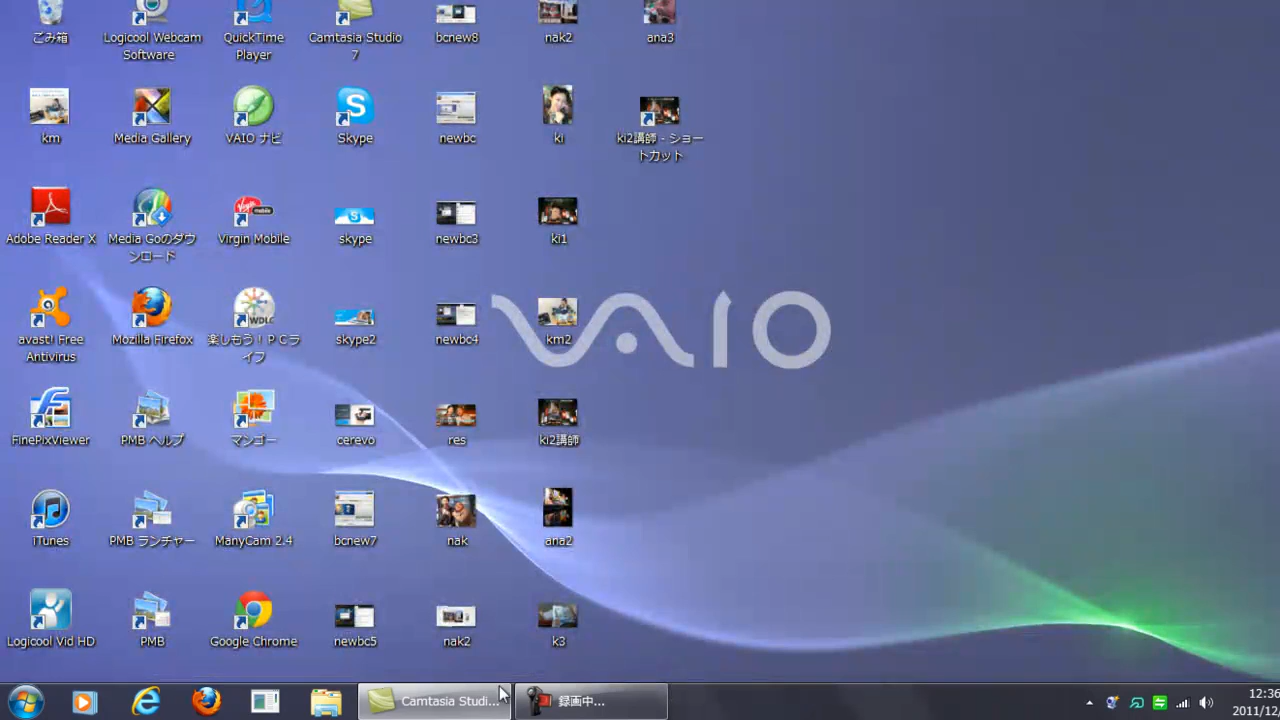 ごみ箱
Logicool Webcam
Software
QuickTime
Player
Camtasia Studio
7
bcnew8
nak2
ana3
km
Media Gallery
VAIO ナビ
Skype
newbc
ki
ki2講師 - ショー
トカット
Adobe Reader X
Media Goのダウ
ンロード
Virgin Mobile
skype
newbc3
ki1
VAIO
avast! Free
Antivirus
Mozilla Firefox
WDLC
楽しもう！ＰＣラ
イフ
skype2
newbc4
km2
FinePixViewer
PMB ヘルプ
マンゴー
cerevo
res
ki2講師
iTunes
PMB ランチャー
ManyCam 2.4
bcnew7
nak
ana2
Logicool Vid HD
PMB
Google Chrome
newbc5
nak2
k3
Camtasia Studi...
録画中...
12:36
2011/12/